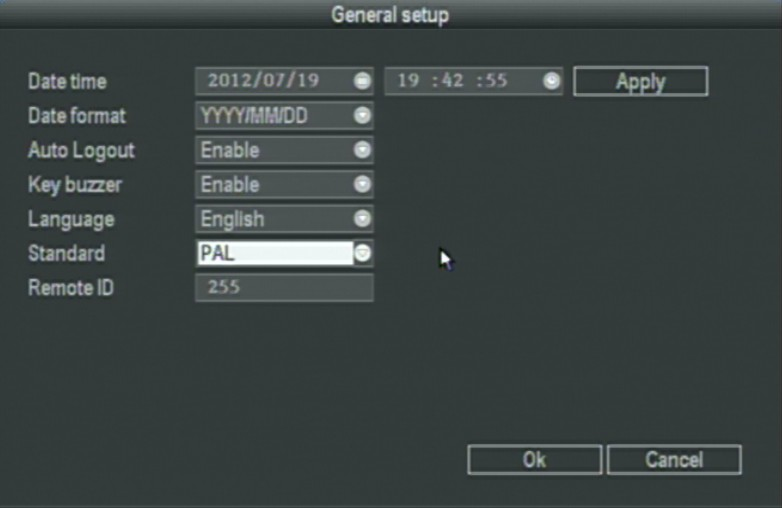 General setup
Date time 2012/07/19 19 :42 :55 Apply
Date format YYYY/MM/DD
Auto Logout Enable
Key buzzer Enable
Language English
Standard PAL
Remote ID 255
Ok Cancel